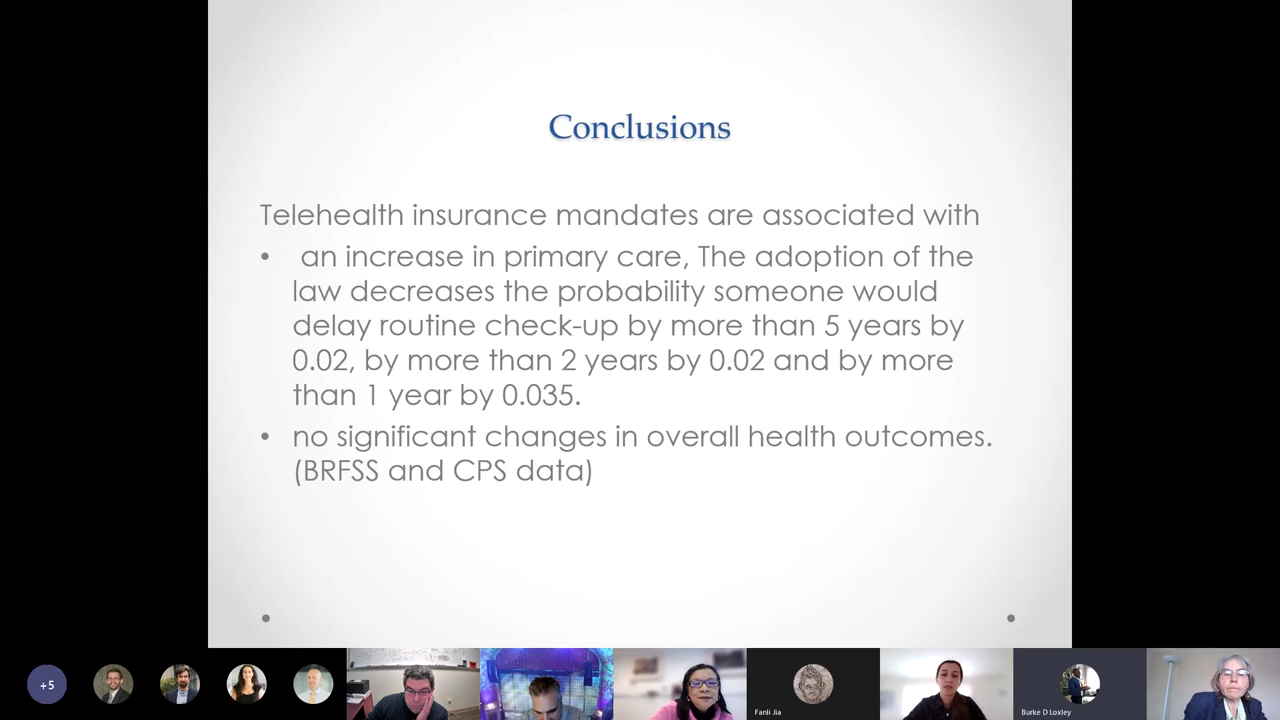 Conclusions
Telehealth insurance mandates are associated with
• an increase in primary care, The adoption of the
law decreases the probability someone would
delay routine check-up by more than 5 years by
0.02, by more than 2 years by 0.02 and by more
than 1 year by 0.035.
• no significant changes in overall health outcomes.
(BRFSS and CPS data)
+5
Fanli Jia
Burke D Loxley